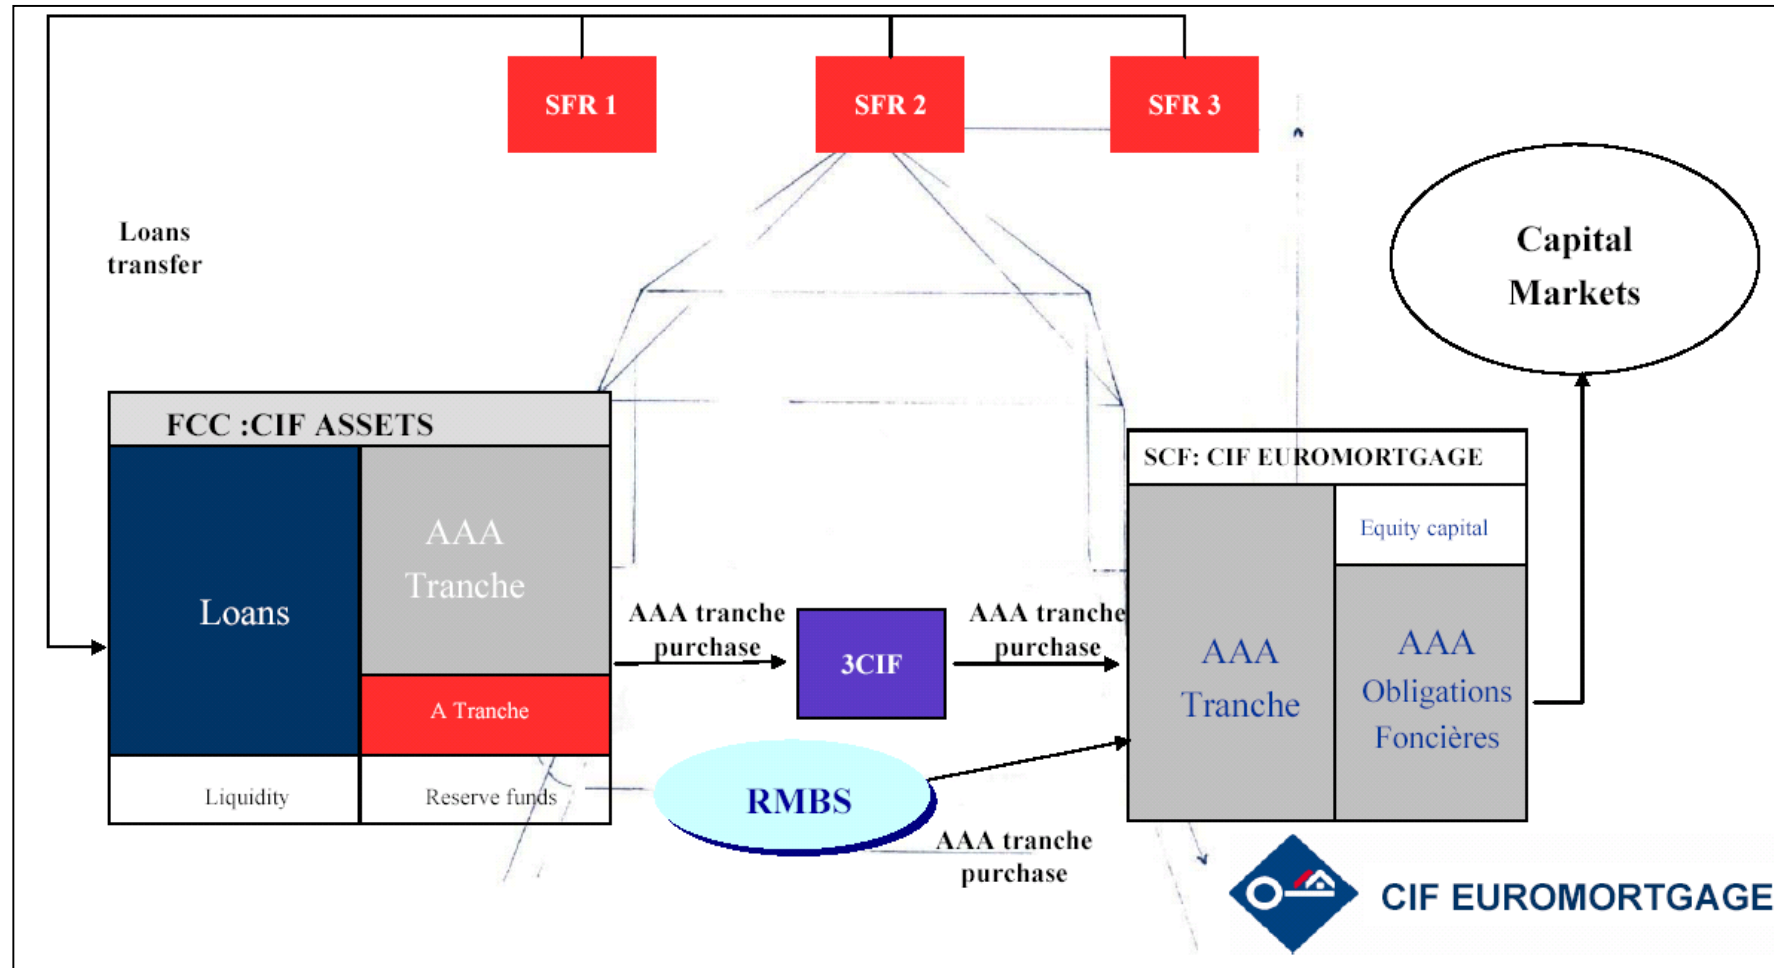 SFR 1
SFR 2
SFR 3
Loans
transfer
Capital
Markets
FCC :CIF ASSETS
Loans
AAA
Tranche
A Tranche
Liquidity
Reserve funds
AAA tranche
purchase
3CIF
AAA tranche
purchase
RMBS
AAA tranche
purchase
SCF: CIF EUROMORTGAGE
AAA
Tranche
Equity capital
AAA
Obligations
Foncières
CIF EUROMORTGAGE